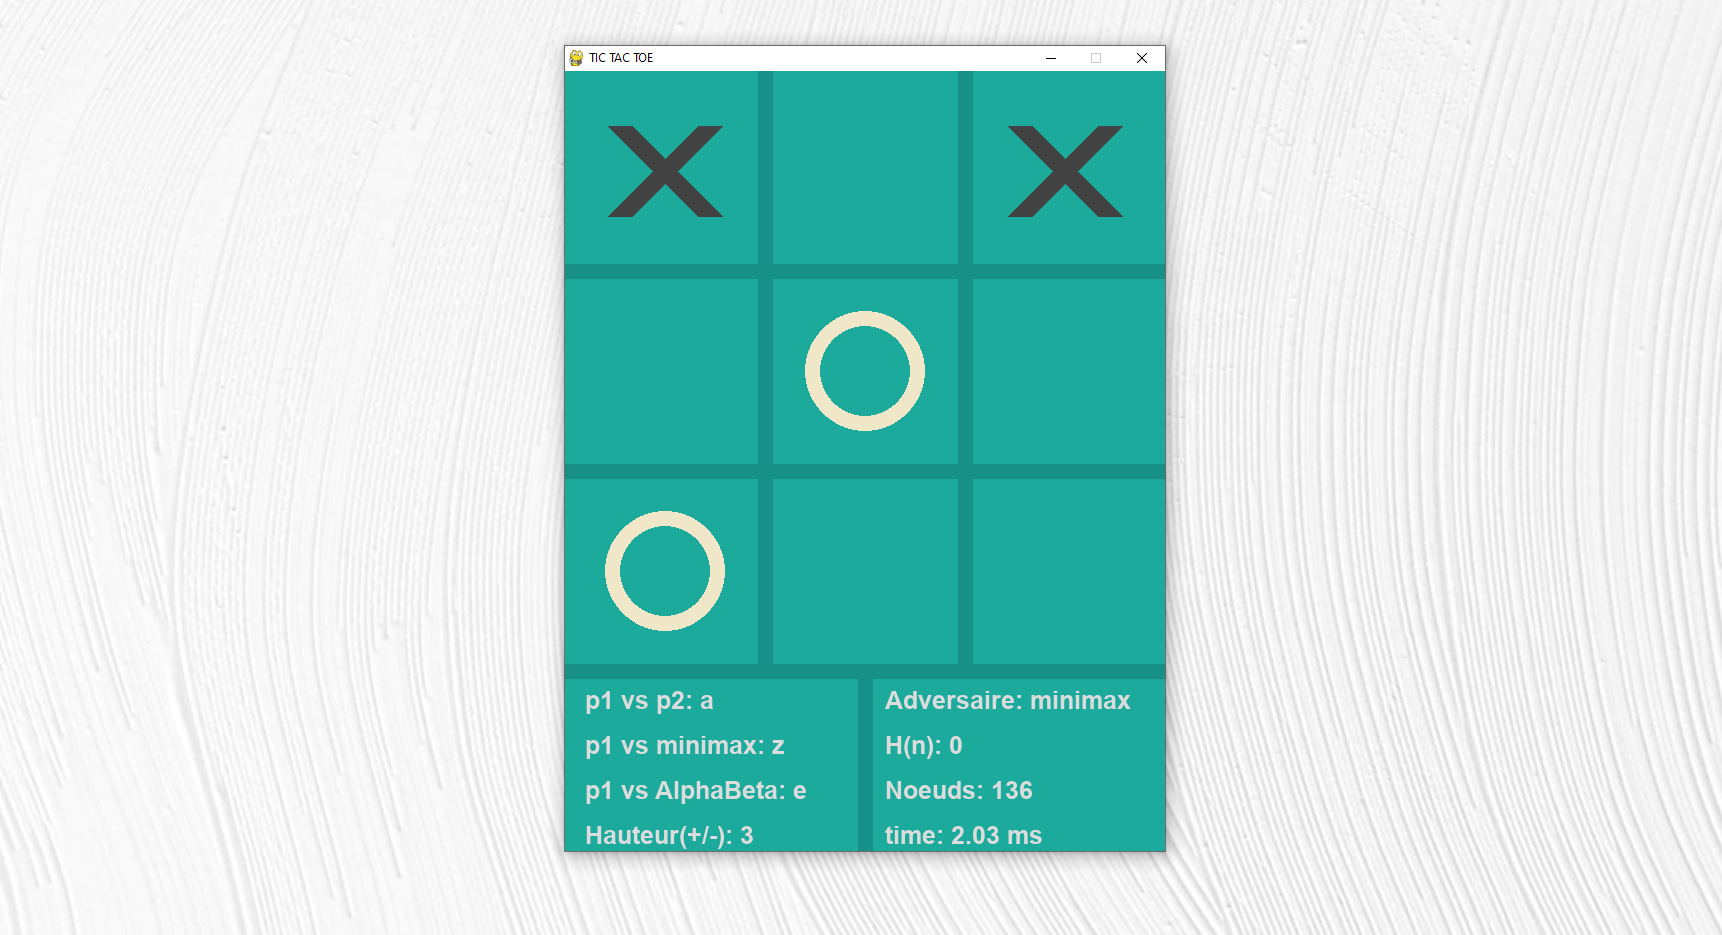 TIC TAC TOE
p1 vs p2: a
p1 vs minimax: z
p1 vs AlphaBeta: e
Hauteur(+/-): 3
Adversaire: minimax
H(n): 0
Noeuds: 136
time: 2.03 ms